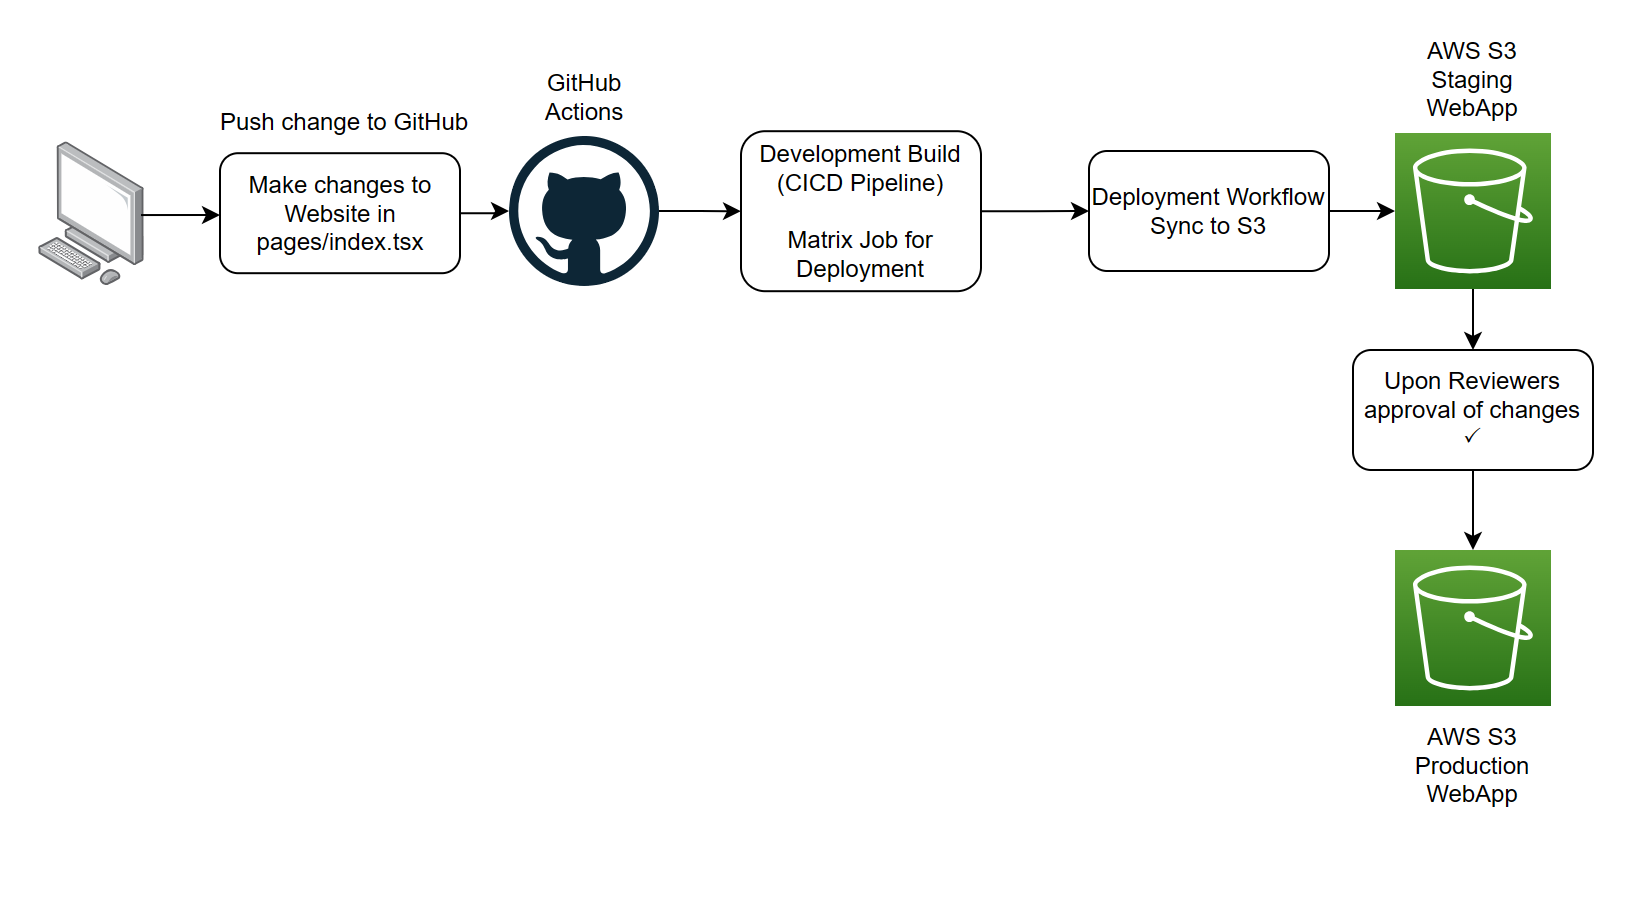 Push change to GitHub
Make changes to
Website in
pages/index.tsx
GitHub
Actions
Development Build
(CICD Pipeline)
Matrix Job for
Deployment
Deployment Workflow
Sync to S3
AWS S3
Staging
WebApp
Upon Reviewers
approval of changes
✓
AWS S3
Production
WebApp